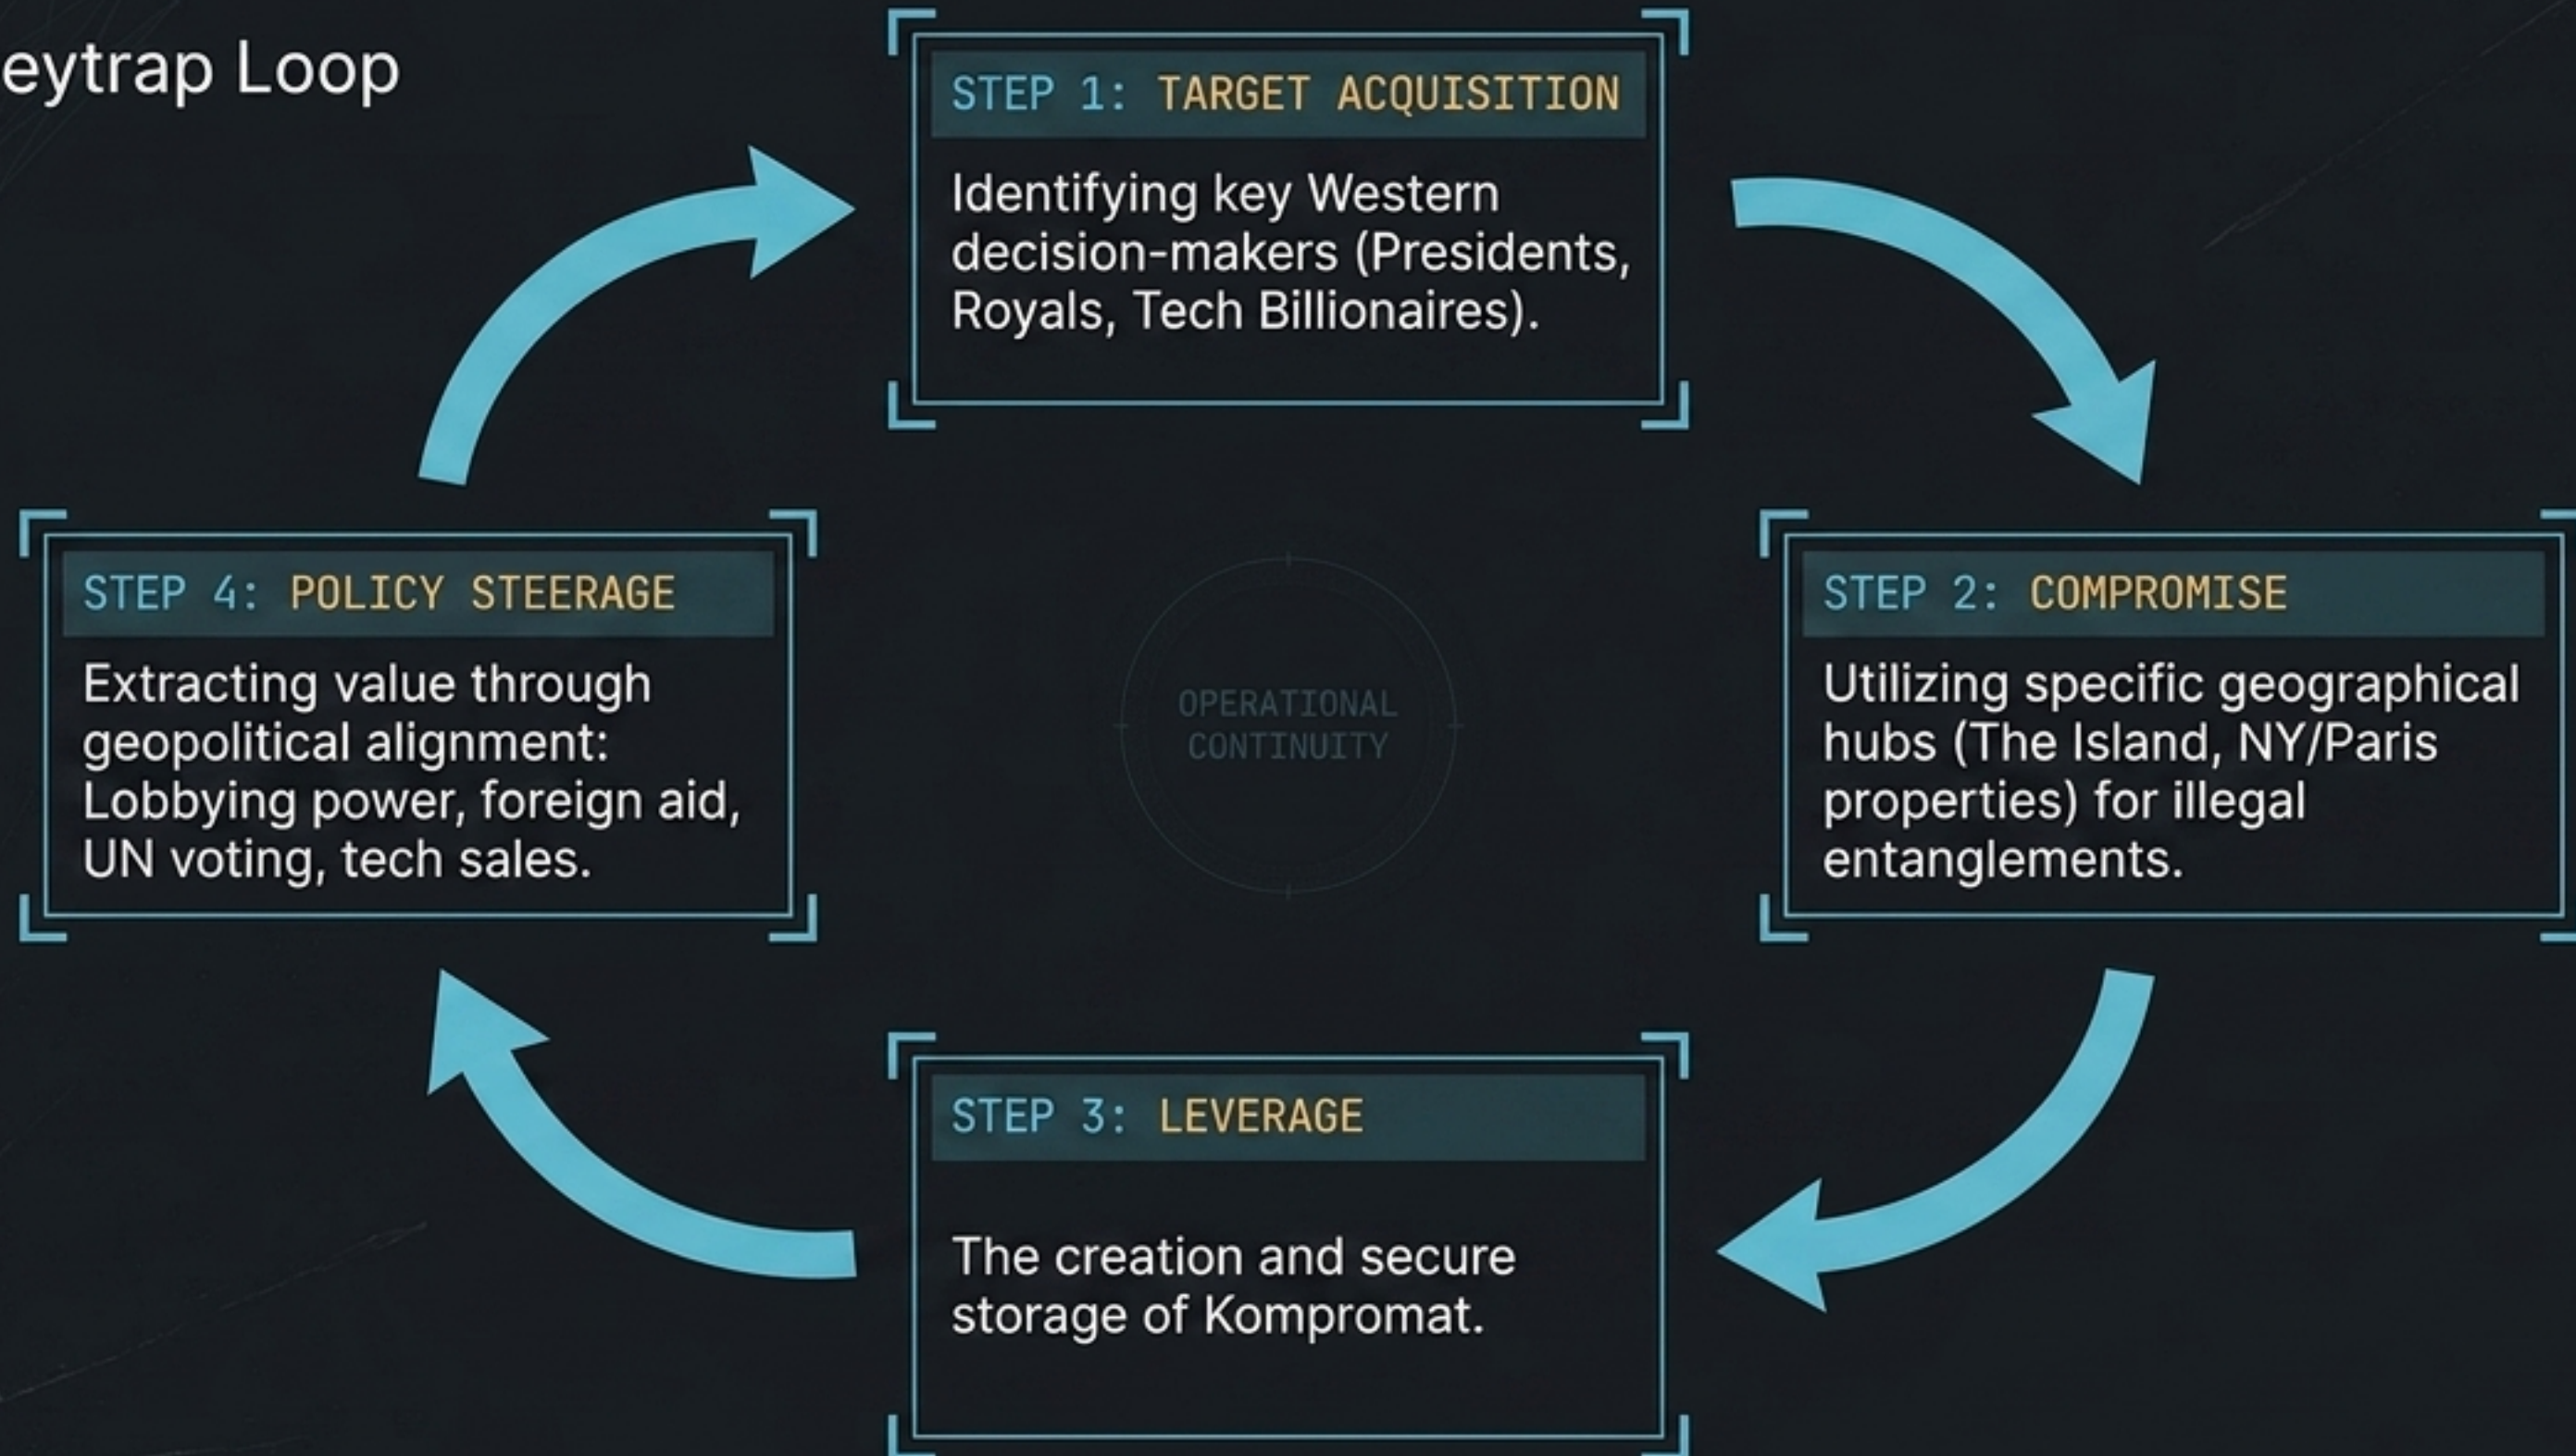 eytrap Loop
STEP 1: TARGET ACQUISITION
Identifying key Western
decision-makers (Presidents,
Royals, Tech Billionaires).
STEP 2: COMPROMISE
Utilizing specific geographical
hubs (The Island, NY/Paris
properties) for illegal
entanglements.
STEP 3: LEVERAGE
The creation and secure
storage of Kompromat.
STEP 4: POLICY STEERAGE
Extracting value through
geopolitical alignment:
Lobbying power, foreign aid,
UN voting, tech sales.
OPERATIONAL
CONTINUITY